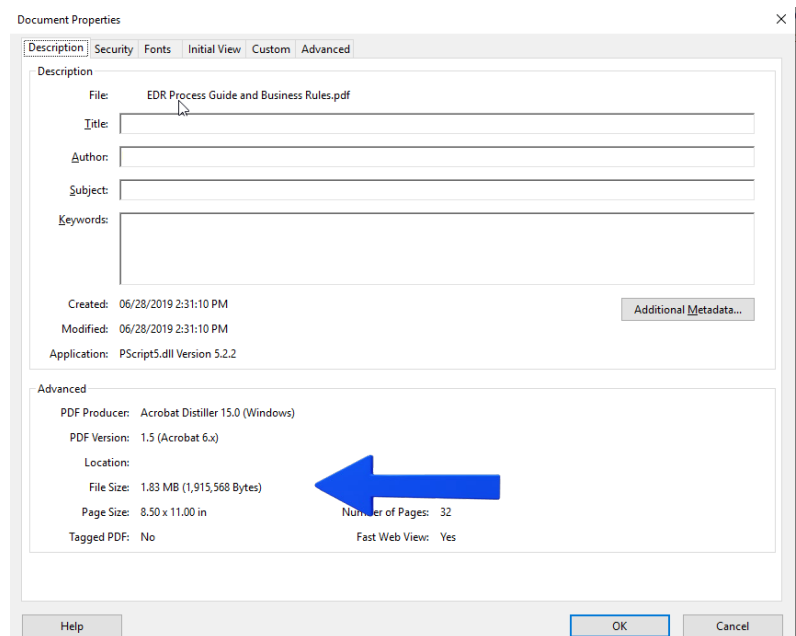 Document Properties
Description Security Fonts Initial View Custom Advanced
Description
File: EDR Process Guide and Business Rules.pdf
Title:
Author:
Subject:
Keywords:
Created: 06/28/2019 2:31:10 PM
Additional Metadata...
Modified: 06/28/2019 2:31:10 PM
Application: PScript5.dll Version 5.2.2
Advanced
PDF Producer: Acrobat Distiller 15.0 (Windows)
PDF Version: 1.5 (Acrobat 6.x)
Location:
File Size: 1.83 MB (1,915,568 Bytes)
Page Size: 8.50 x 11.00 in Number of Pages: 32
Tagged PDF: No Fast Web View: Yes
Help OK Cancel